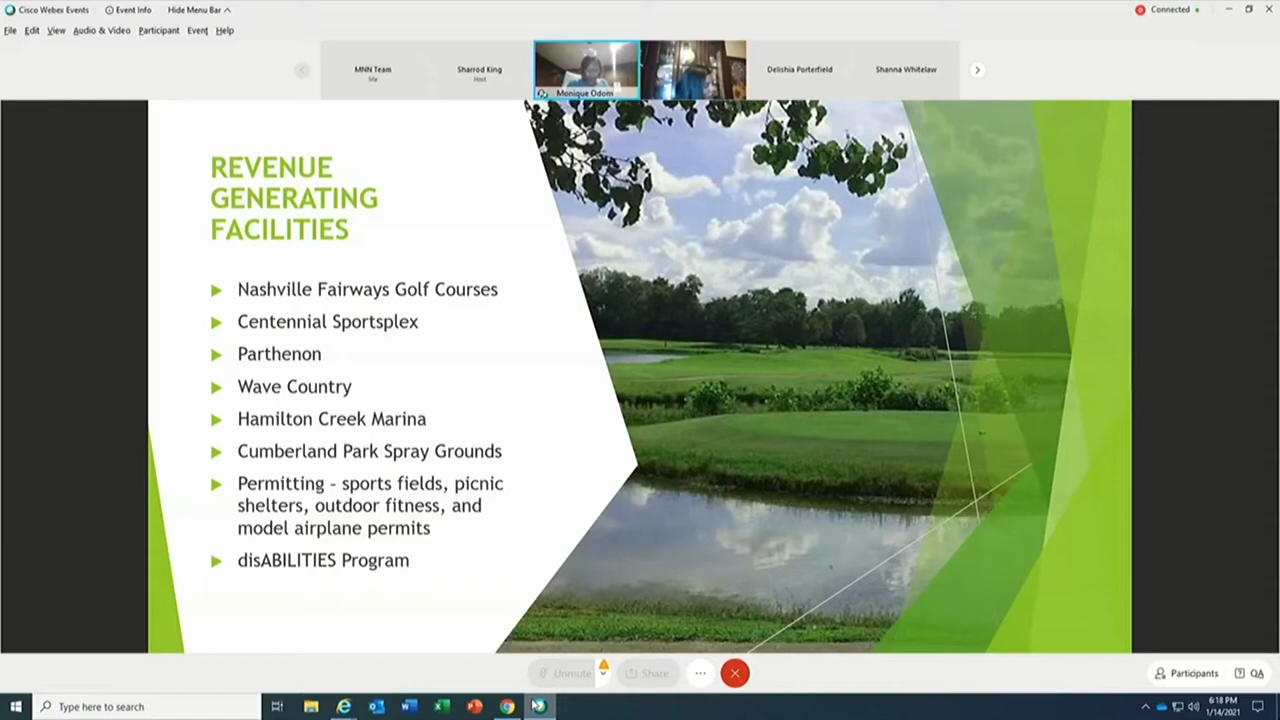 Cisco Webex Events Event Info Hide Menu Bar Connected
File Edit View Audio & Video Participant Event Help
MNN Team
Me
Sharrod King
Host
Monique Odom
Delishia Porterfield
Shanna Whitelaw
REVENUE
GENERATING
FACILITIES
Nashville Fairways Golf Courses
Centennial Sportsplex
Parthenon
Wave Country
Hamilton Creek Marina
Cumberland Park Spray Grounds
Permitting – sports fields, picnic
shelters, outdoor fitness, and
model airplane permits
disABILITIES Program
Unmute Share Participants QA
Type here to search
6:18 PM
1/14/2021